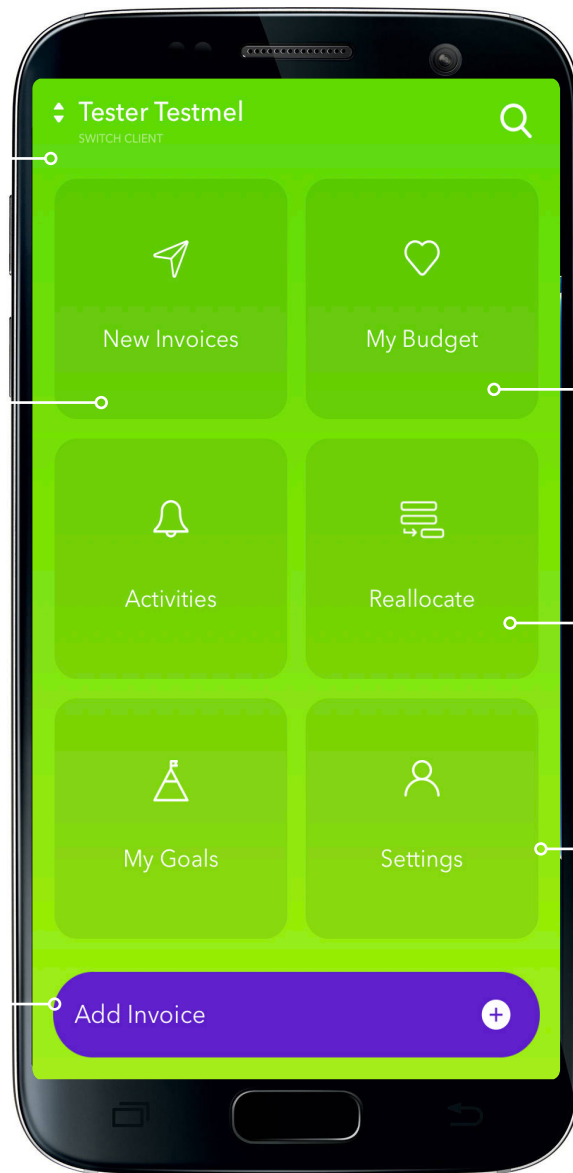 Tester Testmel
SWITCH CLIENT
New Invoices
My Budget
Activities
Reallocate
My Goals
Settings
Add Invoice